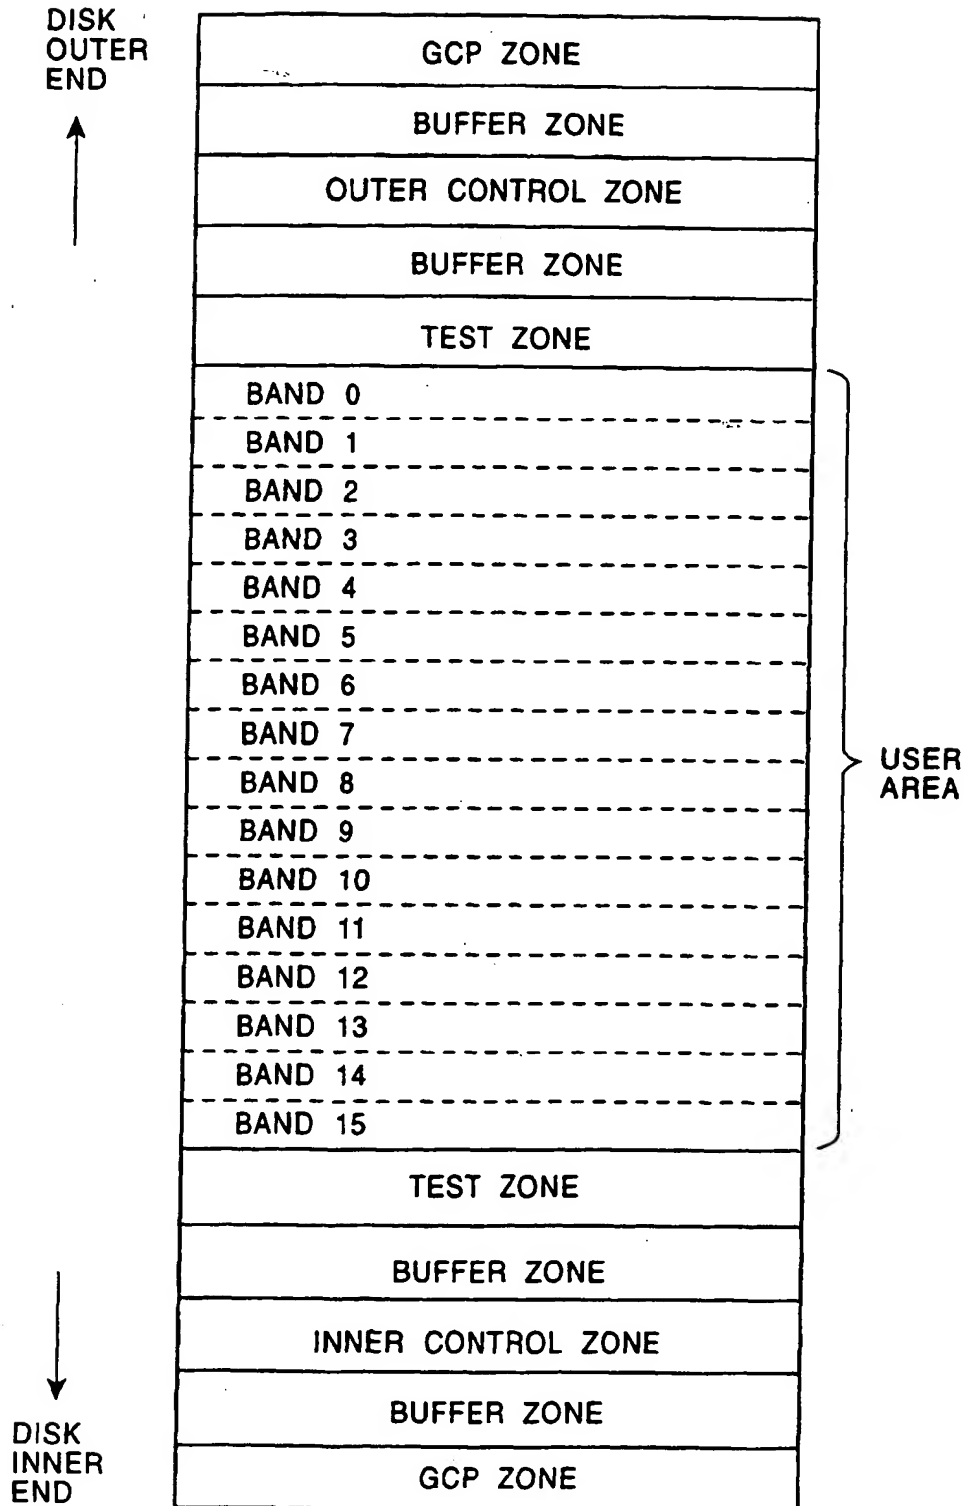 DISK
OUTER
END
GCP ZONE
BUFFER ZONE
OUTER CONTROL ZONE
BUFFER ZONE
TEST ZONE
BAND 0
BAND 1
BAND 2
BAND 3
BAND 4
BAND 5
BAND 6
BAND 7
BAND 8
BAND 9
BAND 10
BAND 11
BAND 12
BAND 13
BAND 14
BAND 15
USER
AREA
TEST ZONE
BUFFER ZONE
INNER CONTROL ZONE
BUFFER ZONE
GCP ZONE
DISK
INNER
END